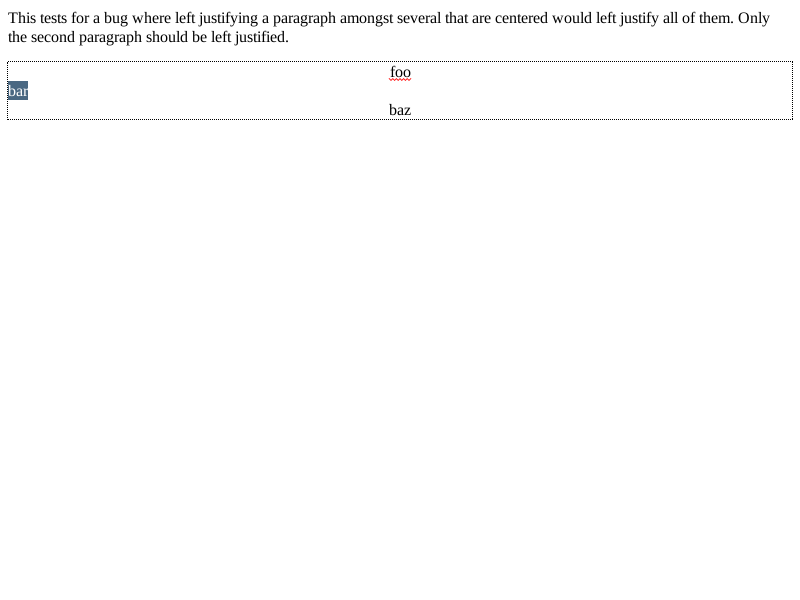 This tests for a bug where left justifying a paragraph amongst several that are centered would left justify all of them. Only
the second paragraph should be left justified.
foo
bar
baz